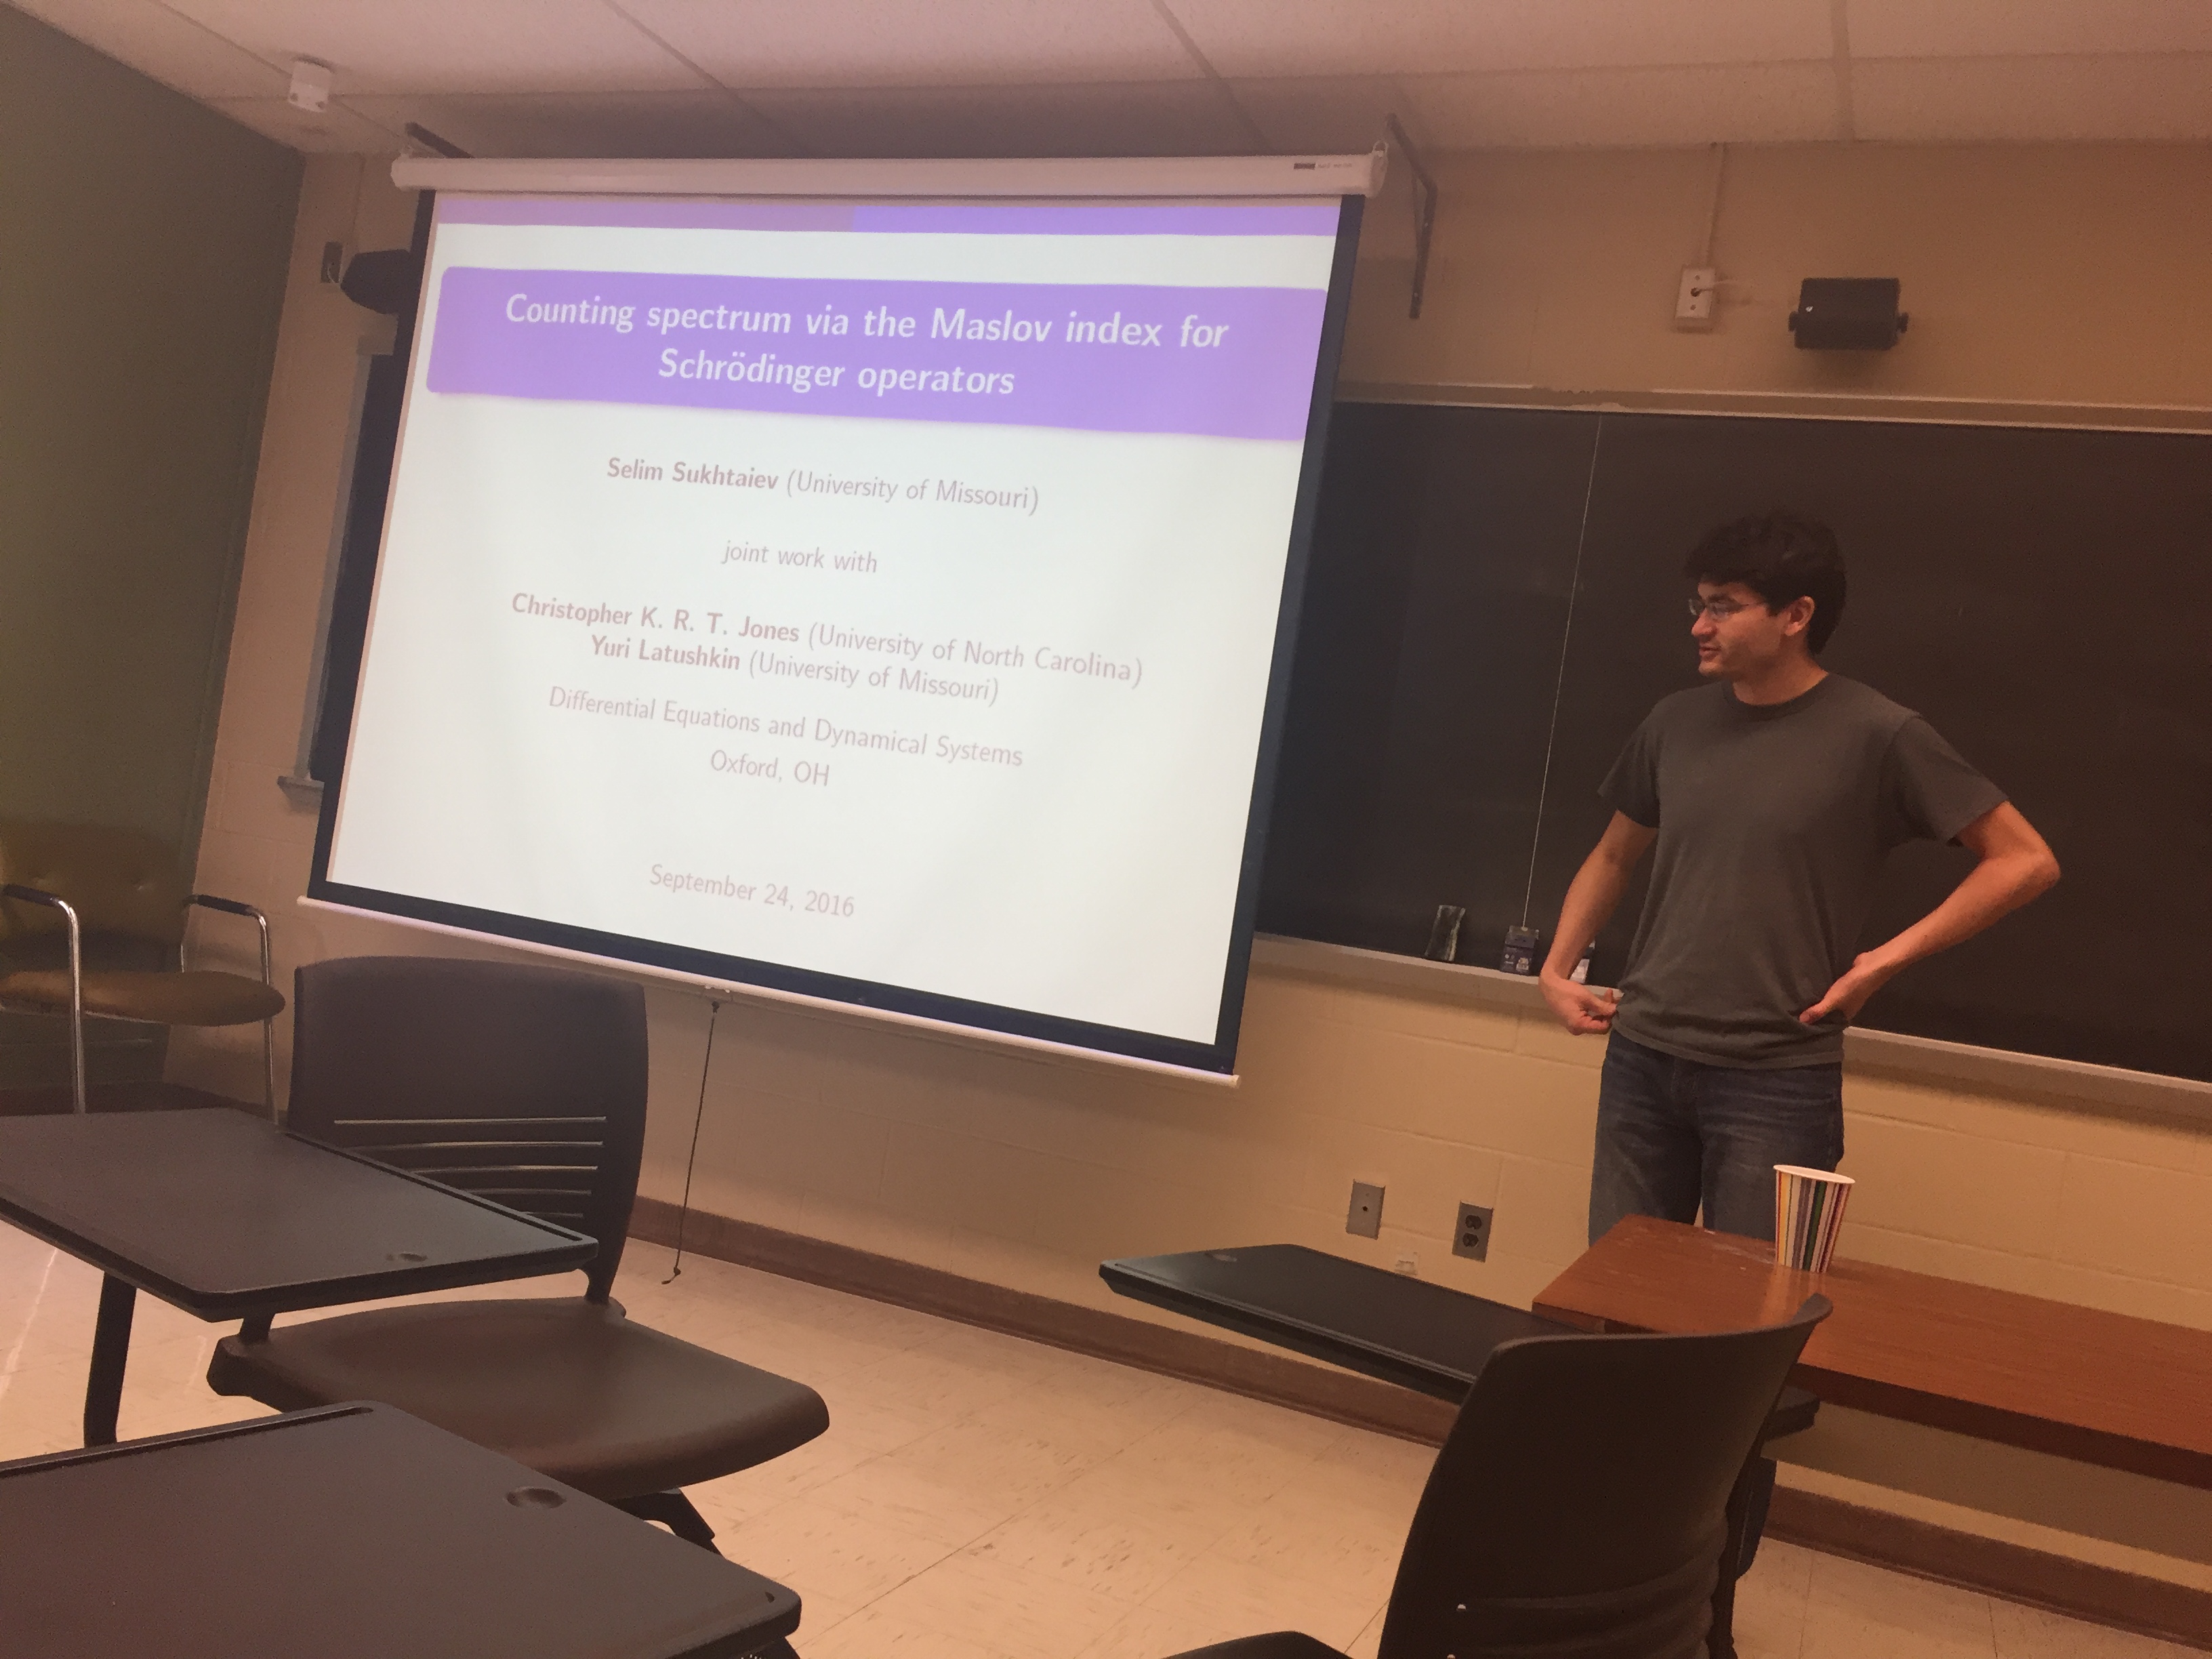 Counting spectrum via the Maslov index for
Schrödinger operators
Selim Sukhtaiev (University of Missouri)
joint work with
Christopher K. R. T. Jones (University of North Carolina)
Yuri Latushkin (University of Missouri)
Differential Equations and Dynamical Systems
Oxford, OH
September 24, 2016